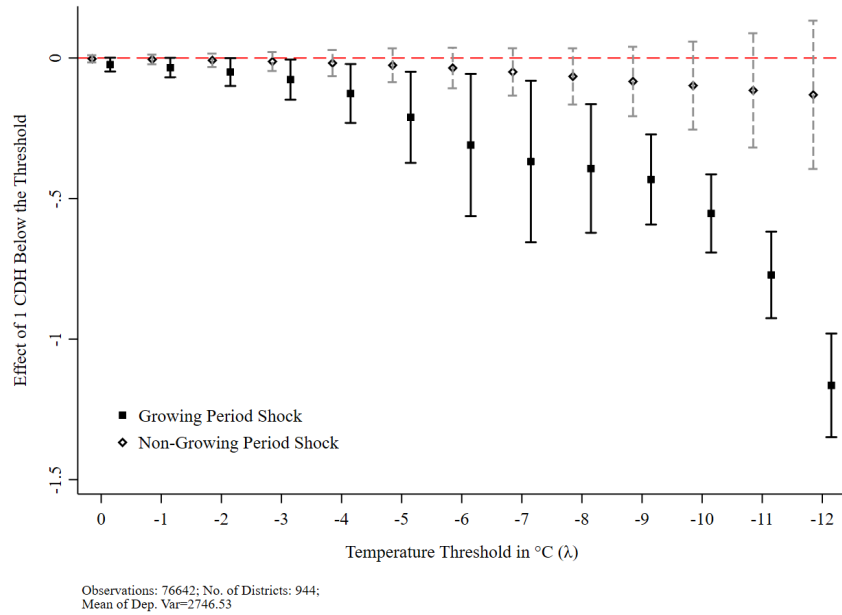 Effect of 1 CDH Below the Threshold
0
-.5
-1
-1.5
Growing Period Shock
Non-Growing Period Shock
0 -1 -2 -3 -4 -5 -6 -7 -8 -9 -10 -11 -12
Temperature Threshold in °C (λ)
Observations: 76642; No. of Districts: 944;
Mean of Dep. Var=2746.53